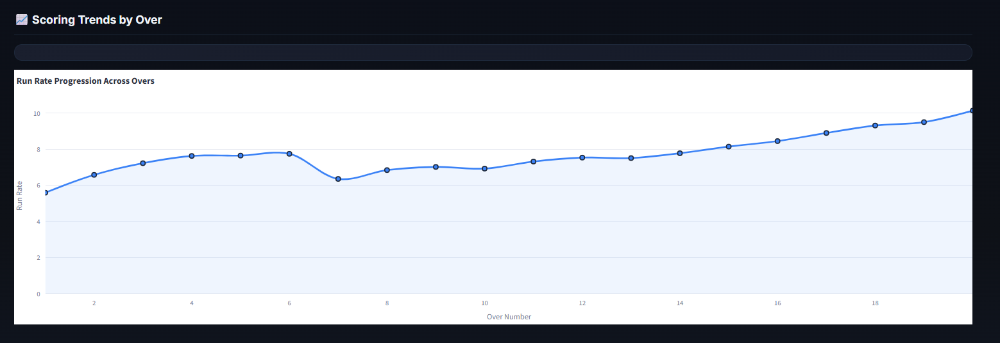 📈 Scoring Trends by Over
Run Rate Progression Across Overs
10
8
6
4
2
0
Run Rate
2 4 6 8 10 12 14 16 18
Over Number